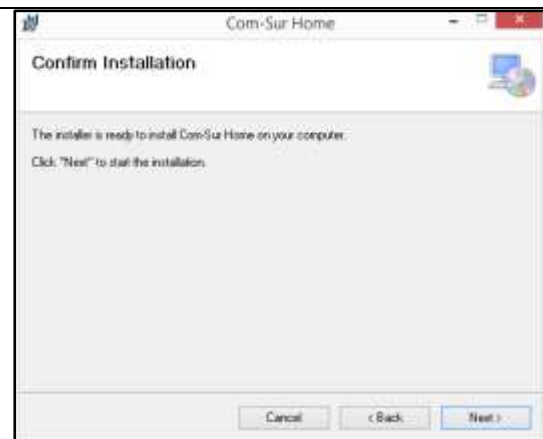 Com-Sur Home
Confirm Installation
The installer is ready to install Com-Sur Home on your computer.
Click "Next" to start the installation.
Cancel
< Back
Next >